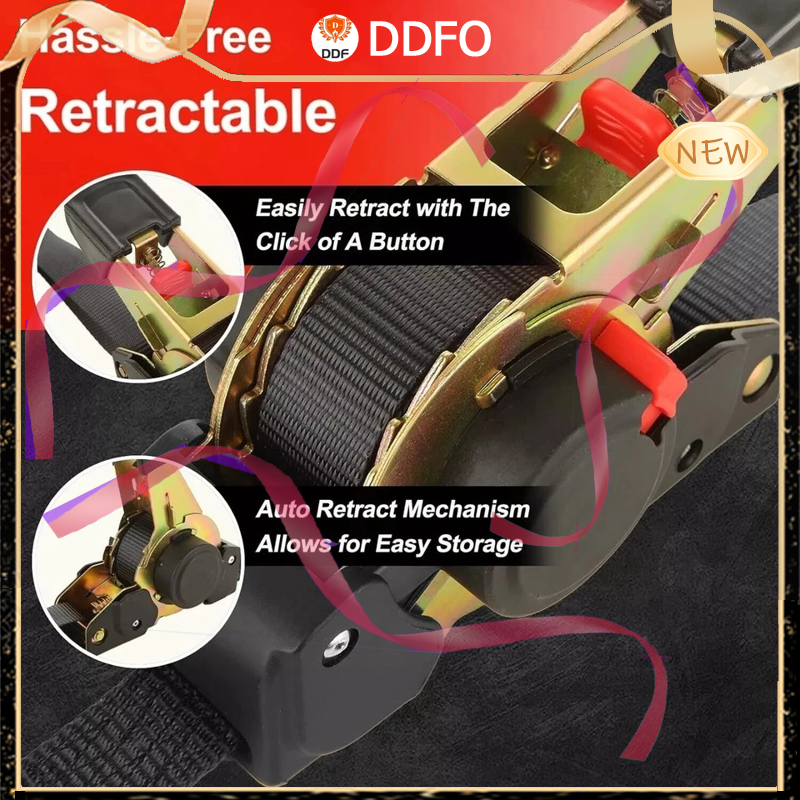 Hassle-Free
DDF
DDFO
Retractable
NEW
Easily Retract with The
Click of A Button
Auto Retract Mechanism
Allows for Easy Storage